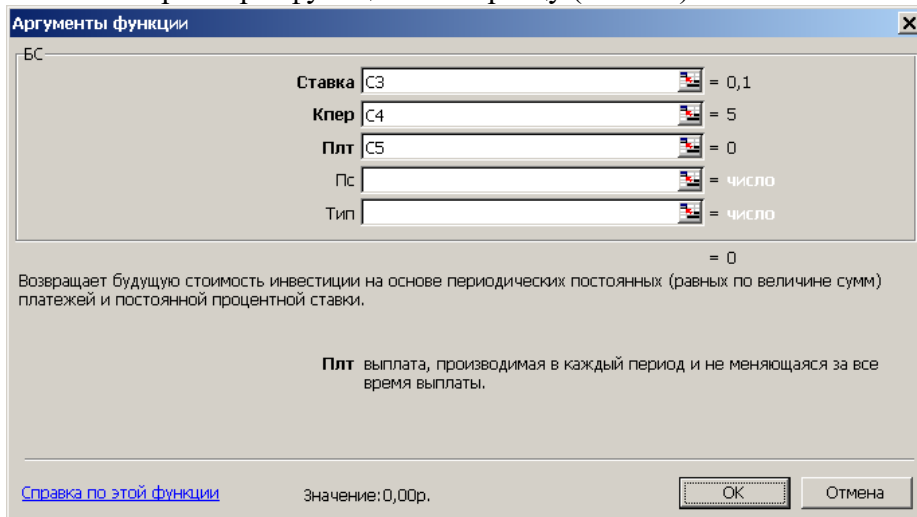 Аргументы функции
БС
Ставка C3 = 0,1
Кпер C4 = 5
Плт C5 = 0
Пс = число
Тип = число
= 0
Возвращает будущую стоимость инвестиции на основе периодических постоянных (равных по величине сумм)
платежей и постоянной процентной ставки.
Плт выплата, производимая в каждый период и не меняющаяся за все
время выплаты.
Справка по этой функции Значение:0,00р. OK Отмена